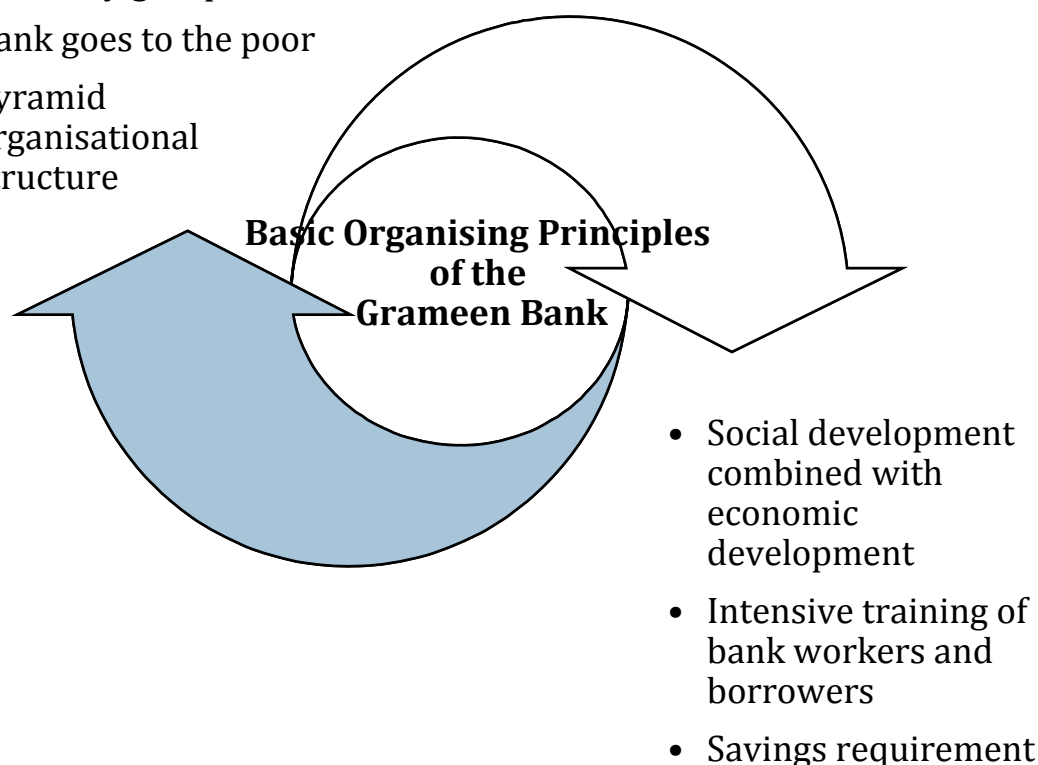 ank goes to the poor
yramid
rganisational
tructure
Basic Organising Principles
of the
Grameen Bank
• Social development
combined with
economic
development
• Intensive training of
bank workers and
borrowers
• Savings requirement